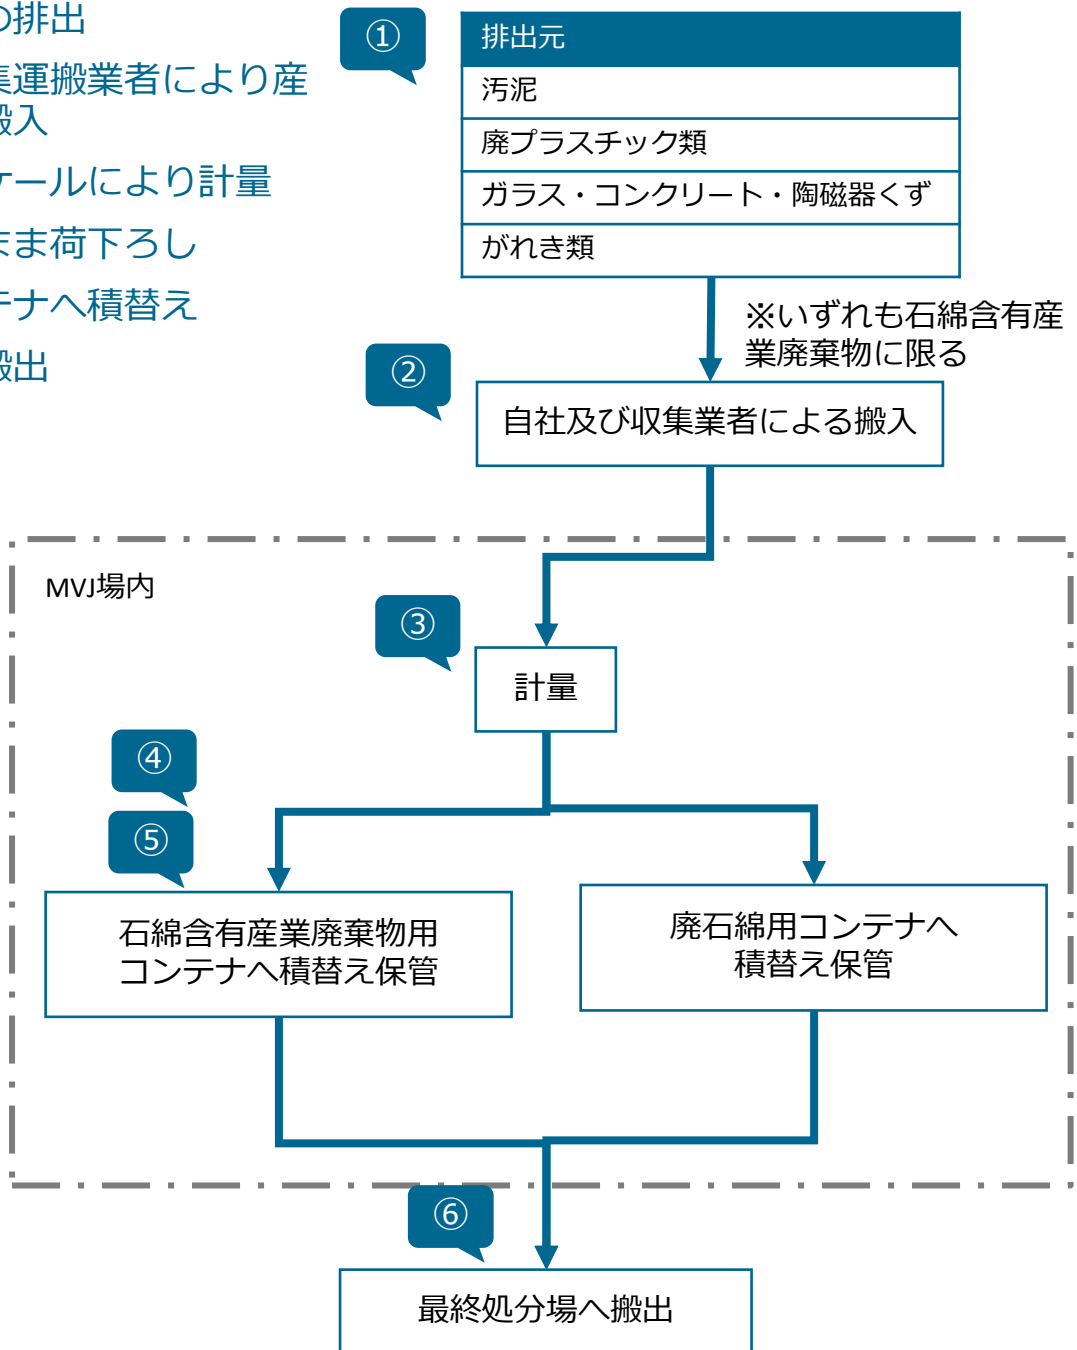 の排出
集運搬業者により産
搬入
ケールにより計量
まま荷下ろし
テナへ積替え
搬出
①
排出元
汚泥
廃プラスチック類
ガラス・コンクリート・陶磁器くず
がれき類
※いずれも石綿含有産
業廃棄物に限る
②
自社及び収集業者による搬入
MVJ場内
③
計量
④
⑤
石綿含有産業廃棄物用
コンテナへ積替え保管
廃石綿用コンテナへ
積替え保管
⑥
最終処分場へ搬出